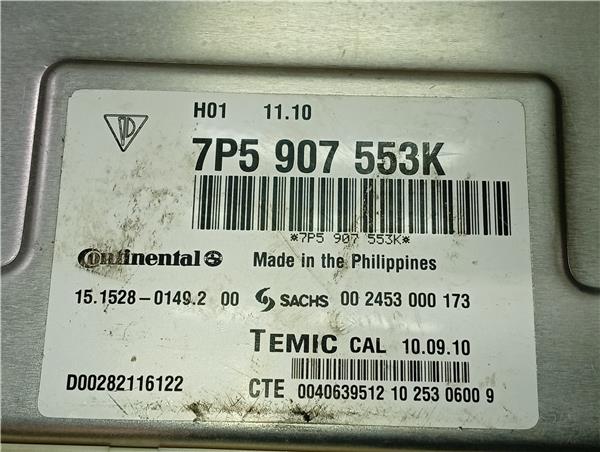 H01 11.10
7P5 907 553K
*7P5 907 553K*
Continental Made in the Philippines
15.1528-0149.2 00 SACHS 00 2453 000 173
TEMIC CAL 10.09.10
D00282116122 CTE 0040639512 10 253 0600 9